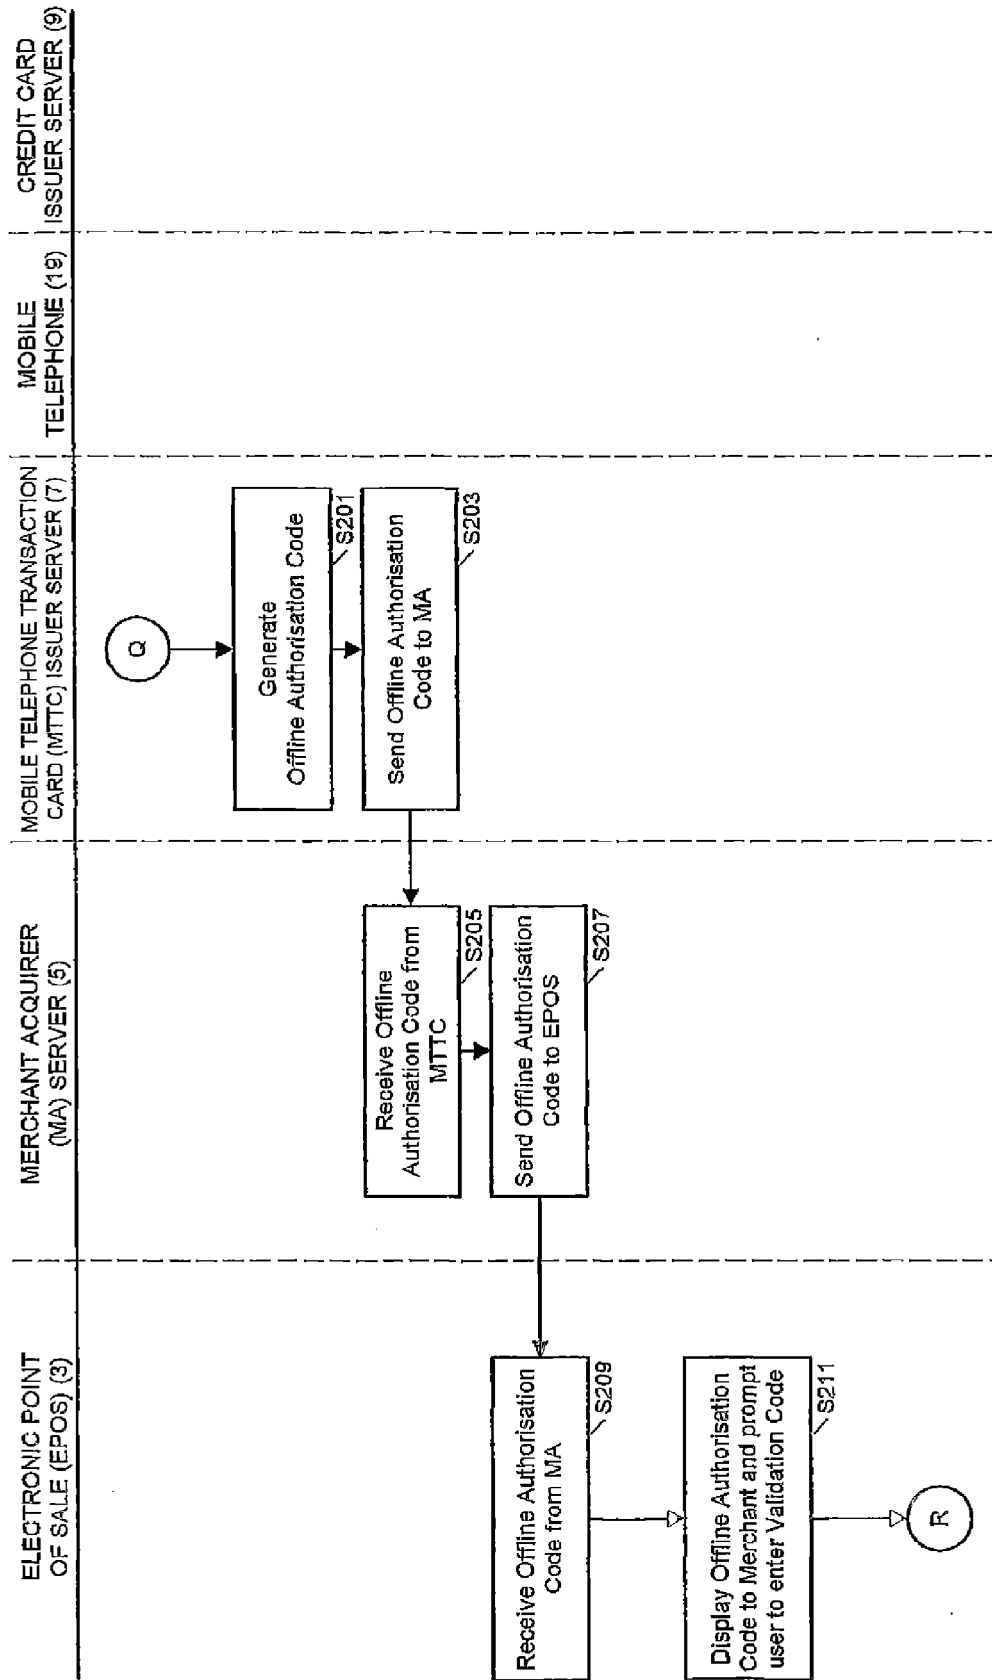 ELECTRONIC POINT
OF SALE (EPOS) (3)
MERCHANT ACQUIRER
(MA) SERVER (5)
MOBILE TELEPHONE TRANSACTION
CARD (MTTC) ISSUER SERVER (7)
MOBILE
TELEPHONE (19)
CREDIT CARD
ISSUER SERVER (9)
Q
Generate
Offline Authorisation Code
S201
Send Offline Authorisation
Code to MA
S203
Receive Offline
Authorisation Code from
MTTC
S205
Send Offline Authorisation
Code to EPOS
S207
Receive Offline Authorisation
Code from MA
S209
Display Offline Authorisation
Code to Merchant and prompt
user to enter Validation Code
S211
R